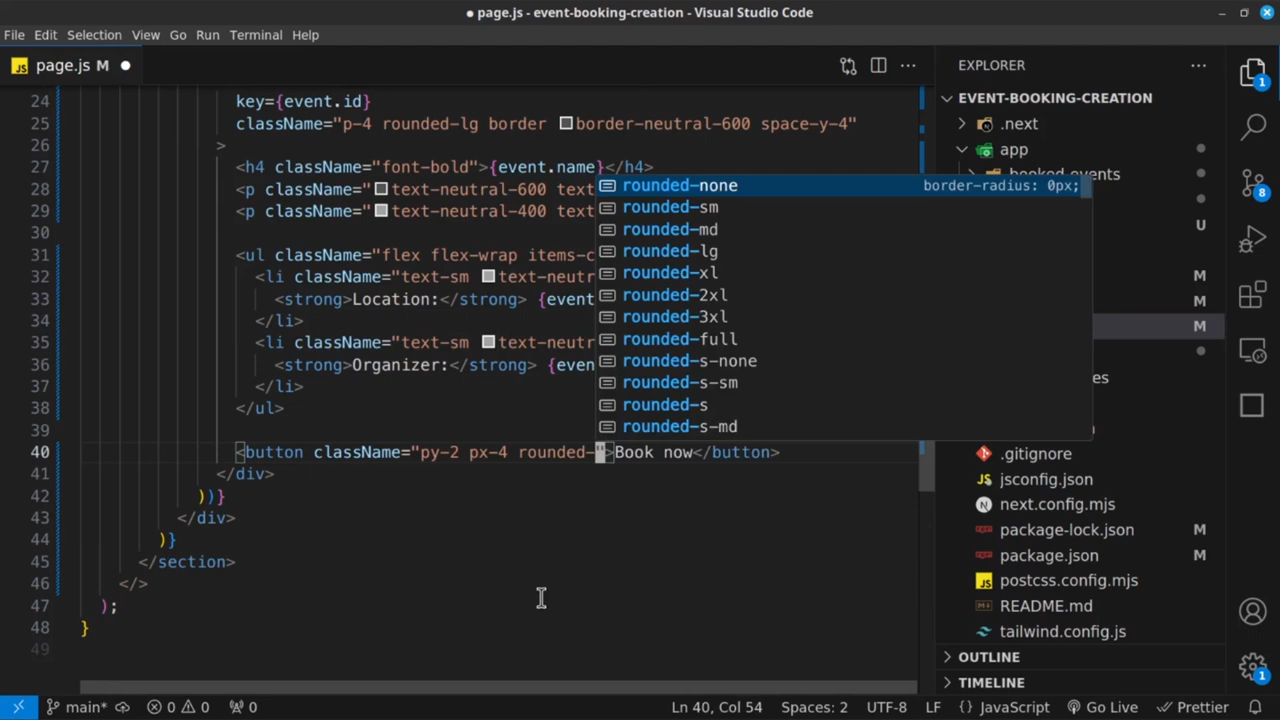 ● page.js - event-booking-creation - Visual Studio Code
File Edit Selection View Go Run Terminal Help
JS page.js M ●
24 key={event.id}
25 className="p-4 rounded-lg border border-neutral-600 space-y-4"
26 >
27 <h4 className="font-bold">{event.name}</h4>
28 <p className="text-neutral-600 text
29 <p className="text-neutral-400 text
30
31 <ul className="flex flex-wrap items-c
32 <li className="text-sm text-neutr
33 <strong>Location:</strong> {event
34 </li>
35 <li className="text-sm text-neutr
36 <strong>Organizer:</strong> {even
37 </li>
38 </ul>
39
40 <button className="py-2 px-4 rounded-">Book now</button>
41 </div>
42 ))}
43 </div>
44 )}
45 </section>
46 </>
47 );
48 }
49
rounded-none border-radius: 0px;
rounded-sm
rounded-md
rounded-lg
rounded-xl
rounded-2xl
rounded-3xl
rounded-full
rounded-s-none
rounded-s-sm
rounded-s
rounded-s-md
EXPLORER
EVENT-BOOKING-CREATION
.next
app
booked_events
U
M
M
M
es
.gitignore
JS jsconfig.json
N next.config.mjs
package-lock.json M
package.json M
JS postcss.config.mjs
README.md
tailwind.config.js
OUTLINE
TIMELINE
1
8
1
main* 0 0 0 Ln 40, Col 54 Spaces: 2 UTF-8 LF {} JavaScript Go Live Prettier